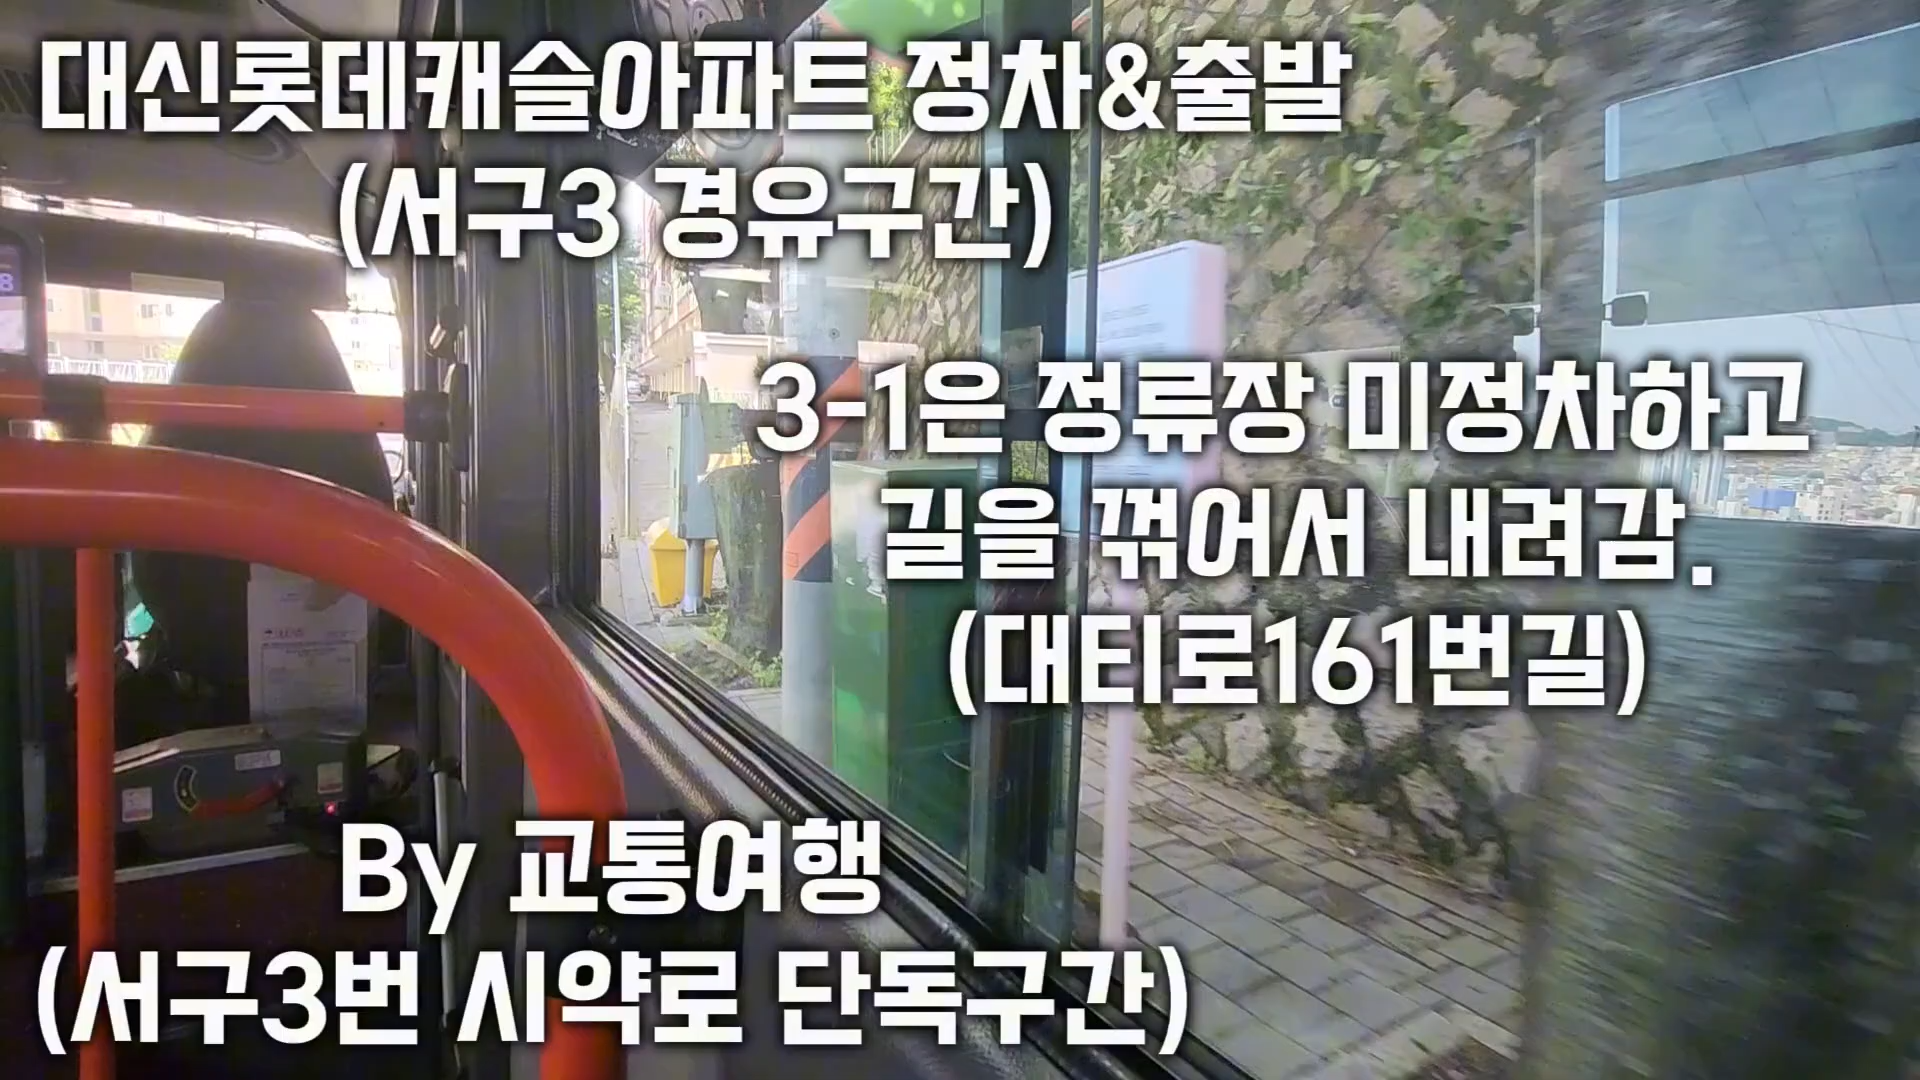 대신롯데캐슬아파트 정차&출발
(서구3 경유구간)
3-1은 정류장 미정차하고
길을 꺾어서 내려감.
(대티로161번길)
By 교통여행
(서구3번 시약로 단독구간)
8